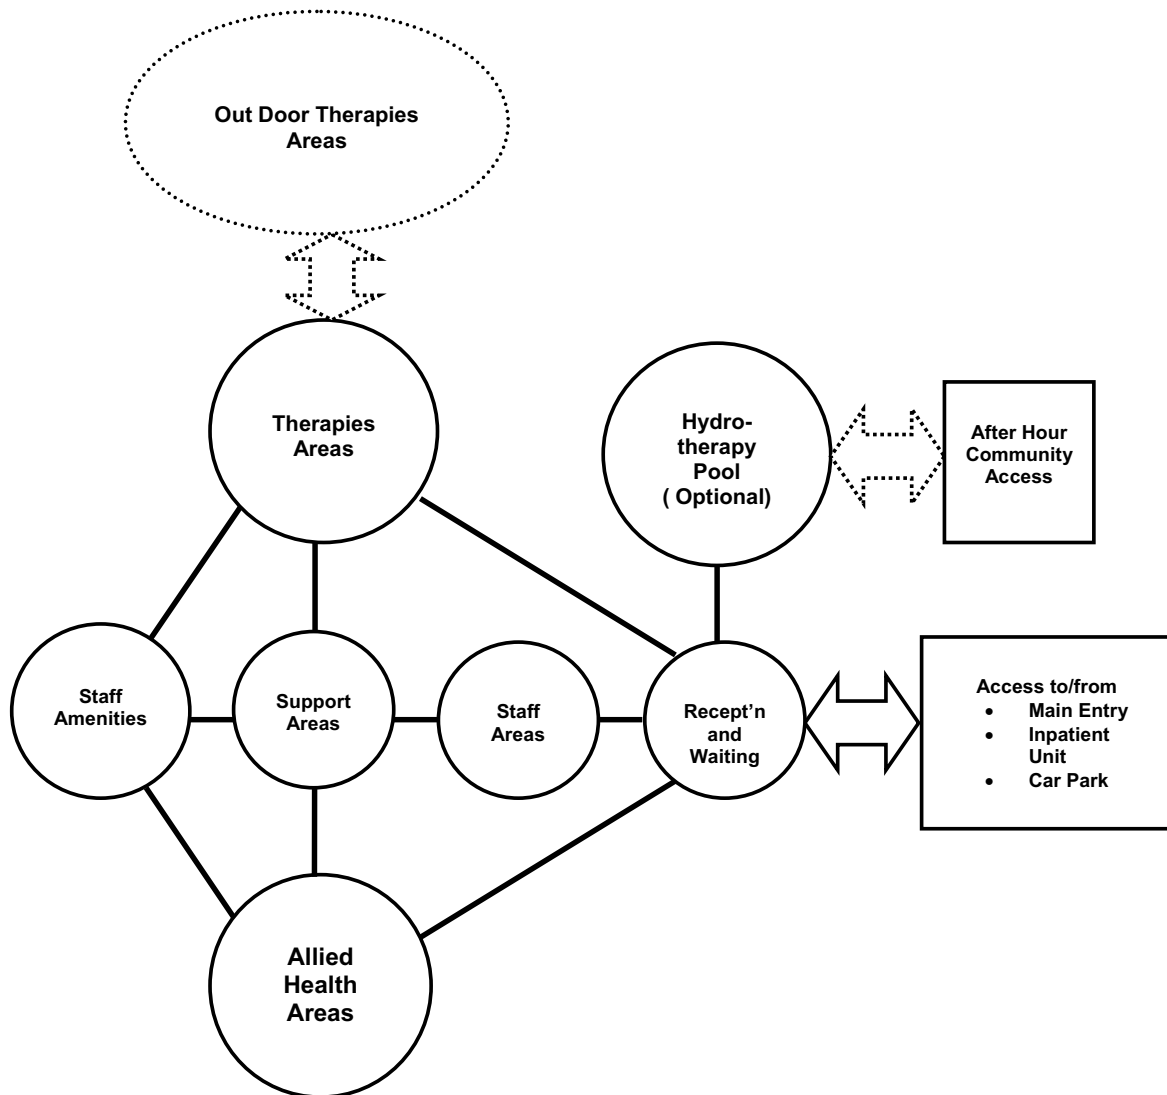 Out Door Therapies
Areas
Therapies
Areas
Hydro-
therapy
Pool
( Optional)
After Hour
Community
Access
Staff
Amenities
Support
Areas
Staff
Areas
Recept’n
and
Waiting
Access to/from
• Main Entry
• Inpatient
Unit
• Car Park
Allied
Health
Areas